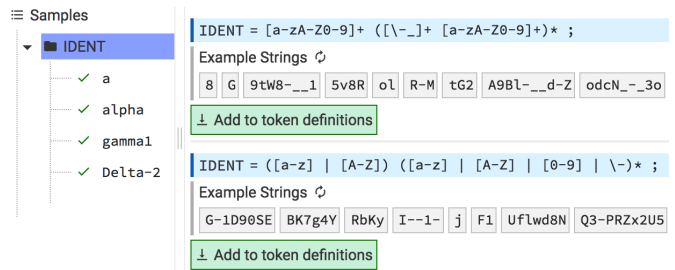 Samples
IDENT
a
alpha
gamma1
Delta-2
IDENT = [a-zA-Z0-9]+ ([\-_]+ [a-zA-Z0-9]+)* ;
Example Strings
8 G 9tW8-__1 5v8R ol R-M tG2 A9Bl-__d-Z odcN_-_3o
Add to token definitions
IDENT = ([a-z] | [A-Z]) ([a-z] | [A-Z] | [0-9] | \-)* ;
Example Strings
G-1D90SE BK7g4Y RbKy I--1- j F1 Uflwd8N Q3-PRZx2U5
Add to token definitions